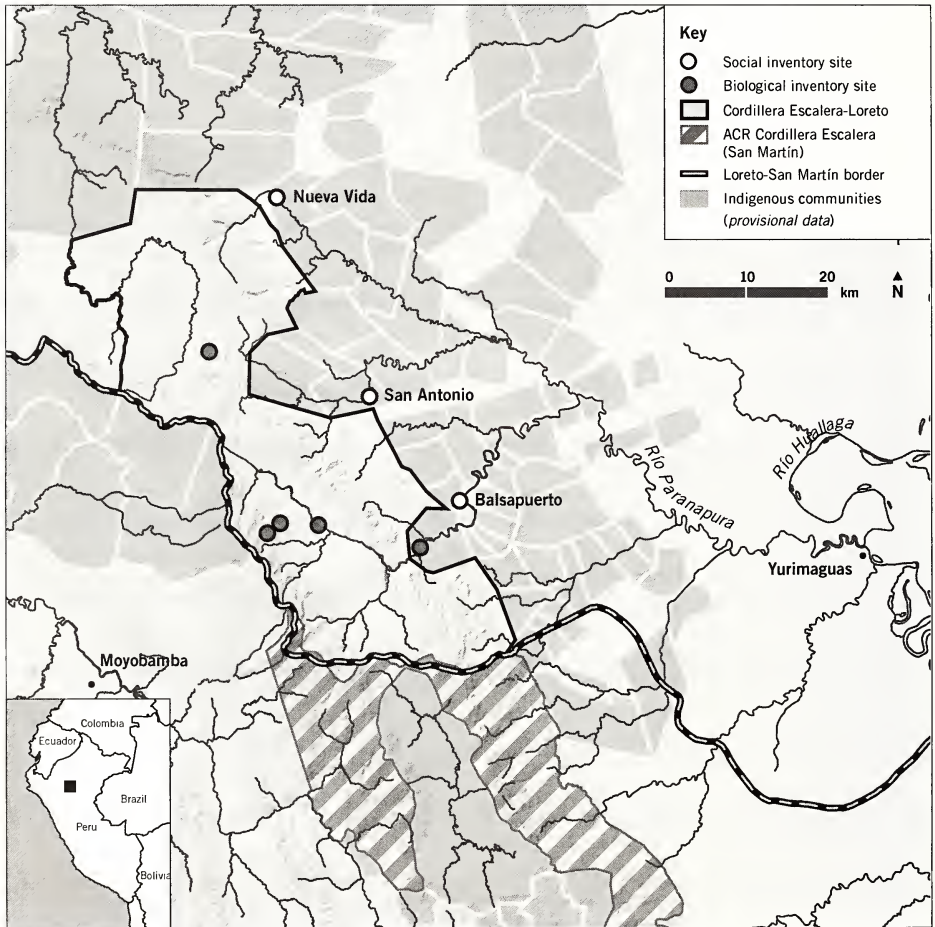 Key
Social inventory site
Biological inventory site
Cordillera Escalera-Loreto
ACR Cordillera Escalera
(San Martín)
Loreto-San Martín border
Indigenous communities
(provisional data)
0 10 20
km
N
Nueva Vida
San Antonio
Balsapuerto
Río Paranapura
Río Huallaga
Yurimaguas
Moyobamba
Colombia
Ecuador
Brazil
Peru
Bolivia